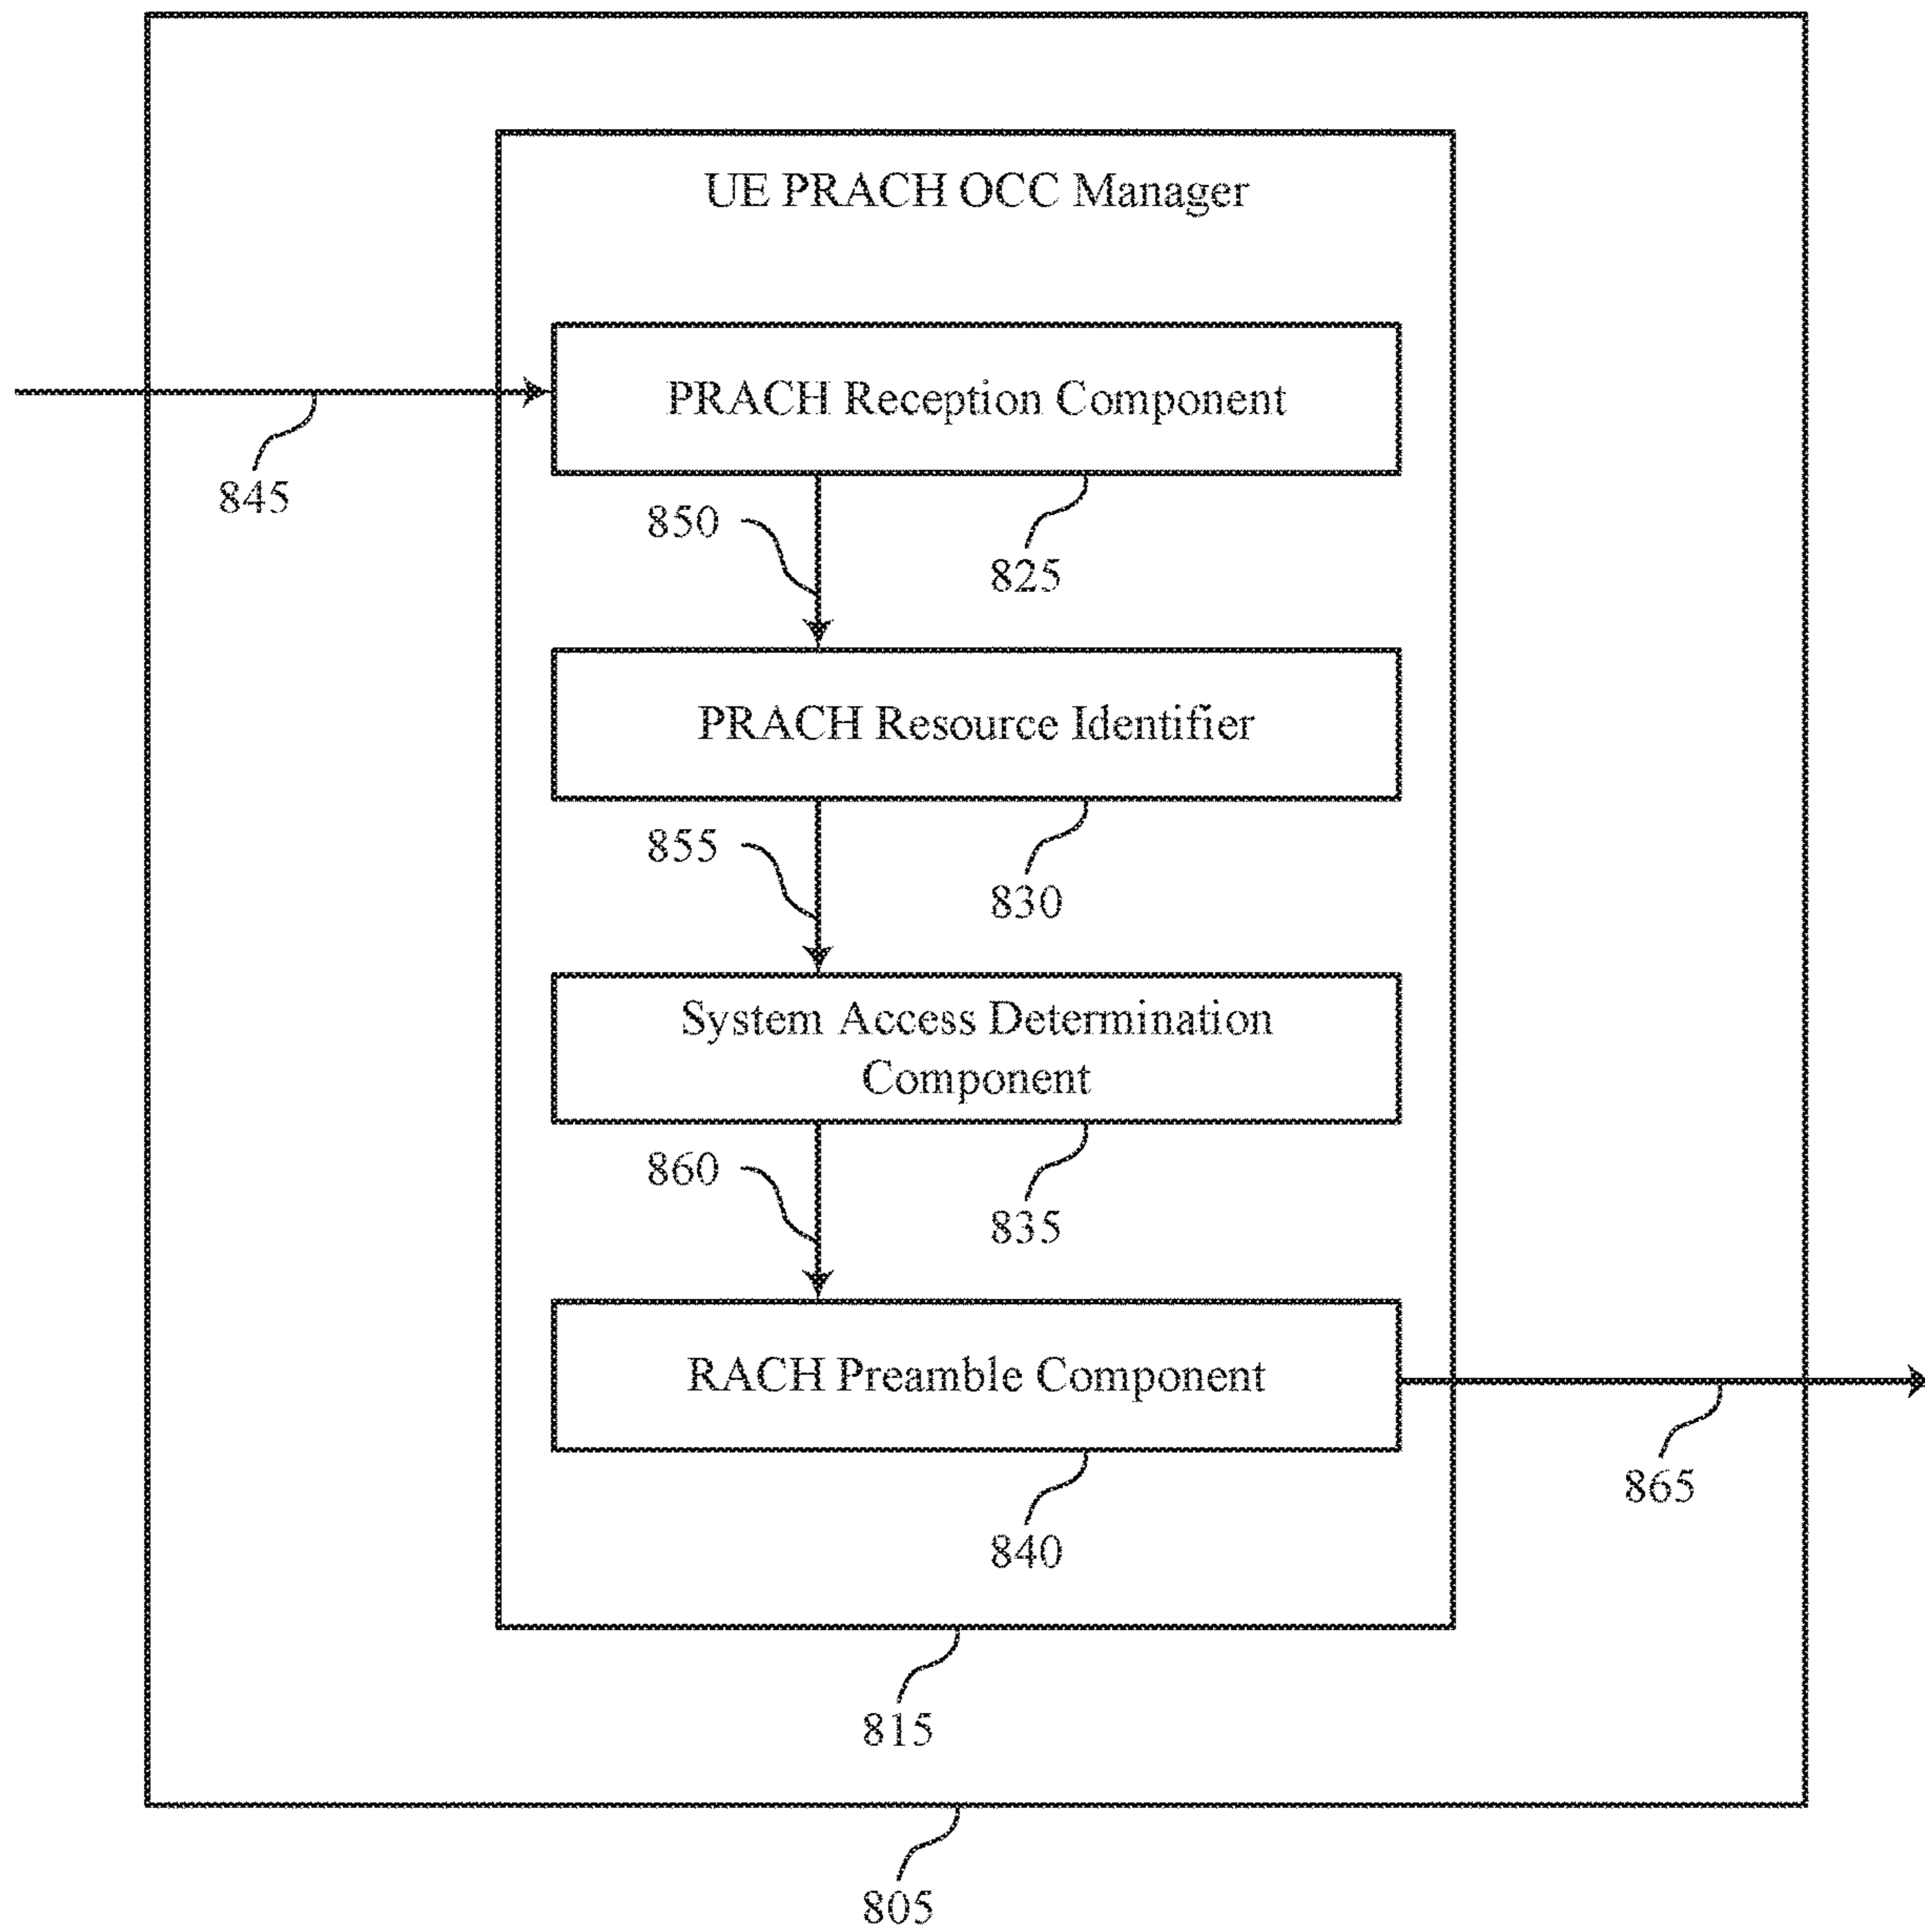 UE PRACH OCC Manager
PRACH Reception Component
845
850
825
PRACH Resource Identifier
855
830
System Access Determination
Component
860
835
RACH Preamble Component
865
840
815
805